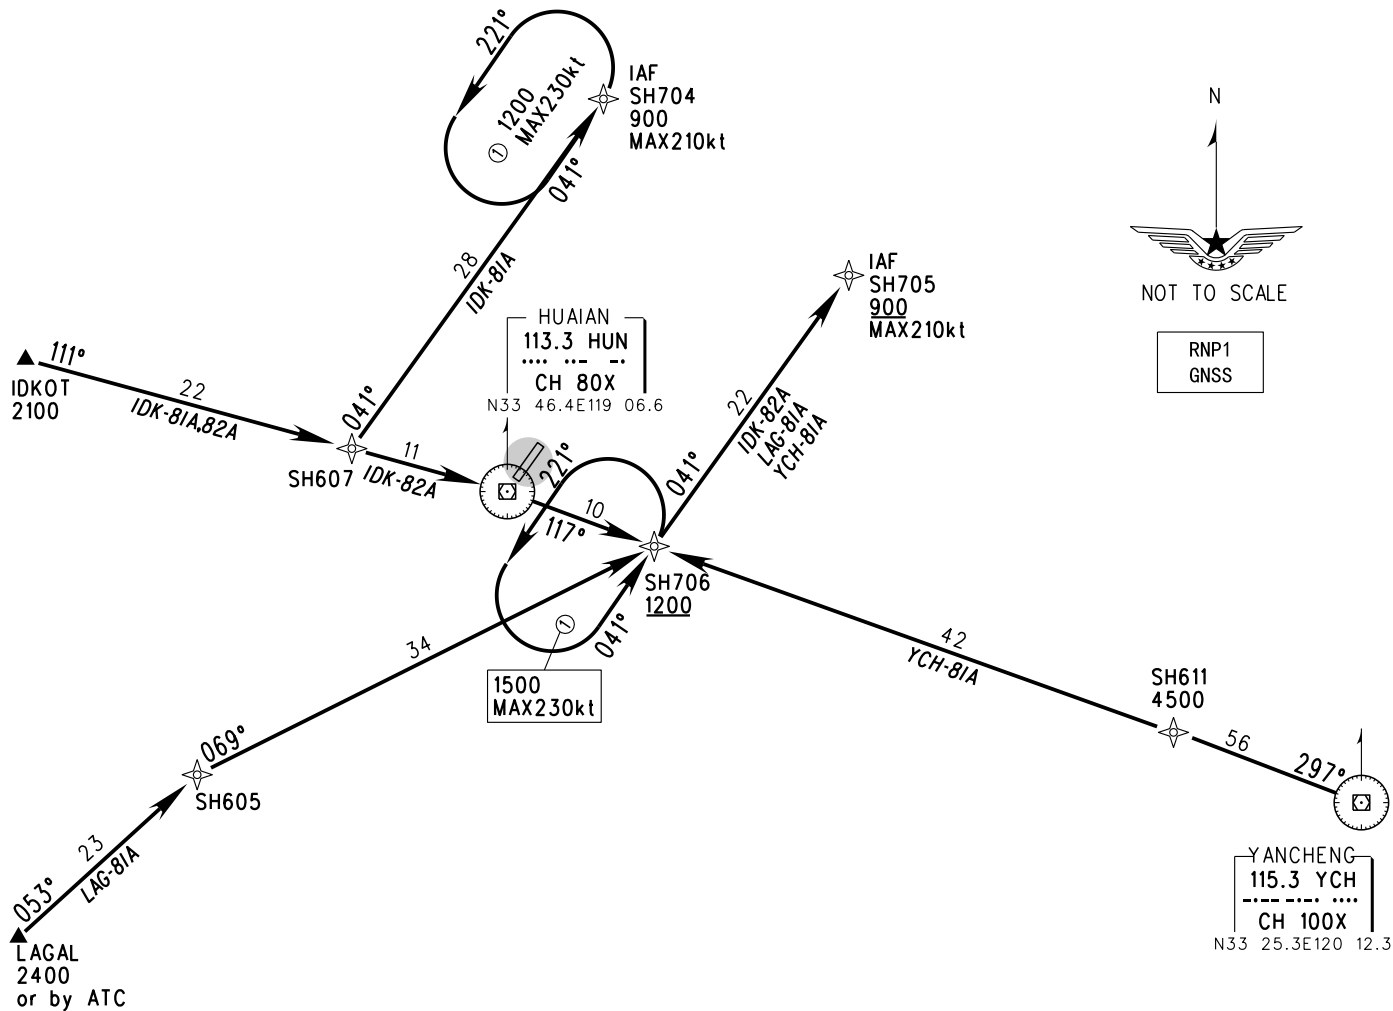 221°
1200
MAX230kt
1
041°
IAF
SH704
900
MAX210kt
N
NOT TO SCALE
RNP1
GNSS
28
IDK-81A
IAF
SH705
900
MAX210kt
HUAIAN
113.3 HUN
CH 80X
N33 46.4E119 06.6
111°
IDKOT
2100
22
IDK-81A,82A
041°
SH607
11
IDK-82A
221°
10
117°
22
IDK-82A
LAG-81A
YCH-81A
041°
SH706
1200
1
041°
1500
MAX230kt
34
42
YCH-81A
SH611
4500
56
297°
YANCHENG
115.3 YCH
CH 100X
N33 25.3E120 12.3
069°
SH605
23
LAG-81A
053°
LAGAL
2400
or by ATC